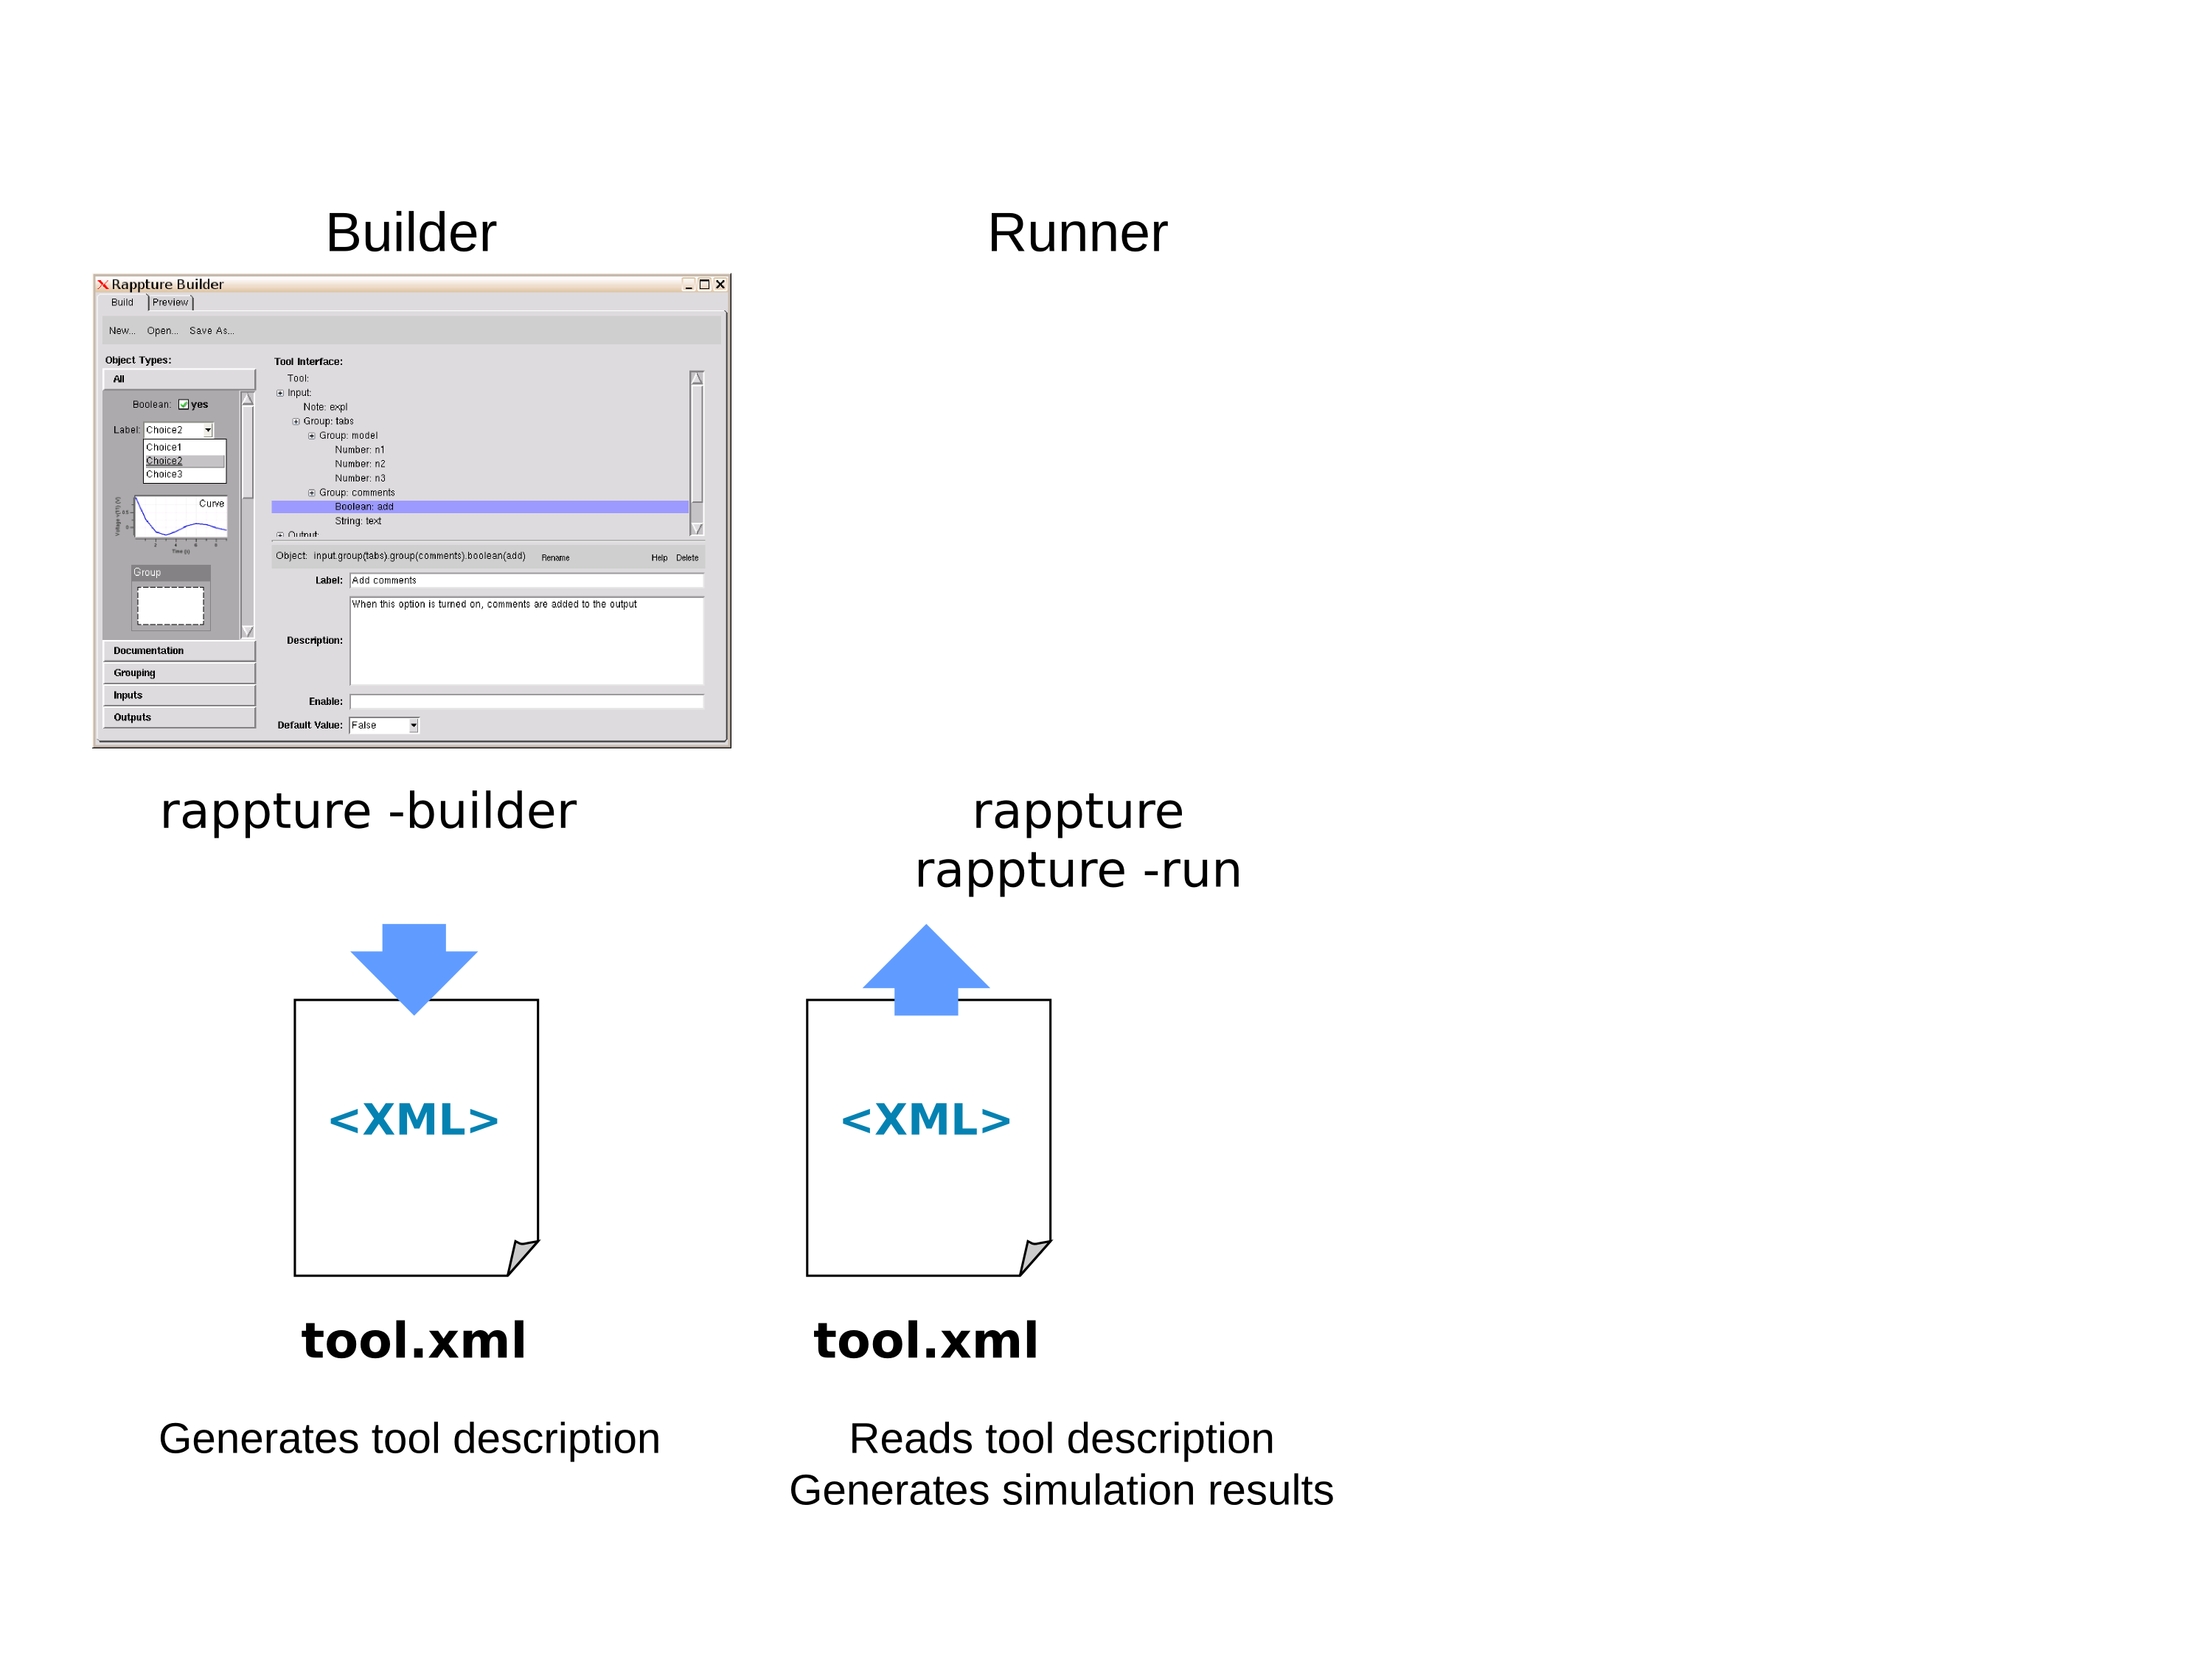 Builder
Runner
Rappture Builder
Build
Preview
New...
Open...
Save As...
Object Types:
All
Boolean: yes
Label: Choice2
Choice1
Choice2
Choice3
Curve
Time (s)
Group
Documentation
Grouping
Inputs
Outputs
Tool Interface:
Tool:
Input:
Note: expl
Group: tabs
Group: model
Number: n1
Number: n2
Number: n3
Group: comments
Boolean: add
String: text
Output:
Object: input.group(tabs).group(comments).boolean(add)
Rename
Help
Delete
Label: Add comments
Description: When this option is turned on, comments are added to the output
Enable:
Default Value: False
rappture -builder
rappture
rappture -run
<XML>
<XML>
tool.xml
tool.xml
Generates tool description
Reads tool description
Generates simulation results